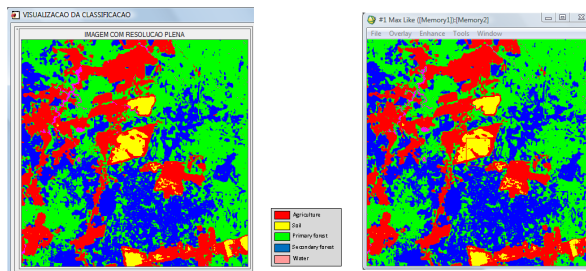 VISUALIZACAO DA CLASSIFICACAO
IMAGEM COM RESOLUCAO PLENA
Agriculture
Soil
Primary forest
Secondary forest
Water
#1 Max Like ([Memory1]):[Memory2]
File Overlay Enhance Tools Window